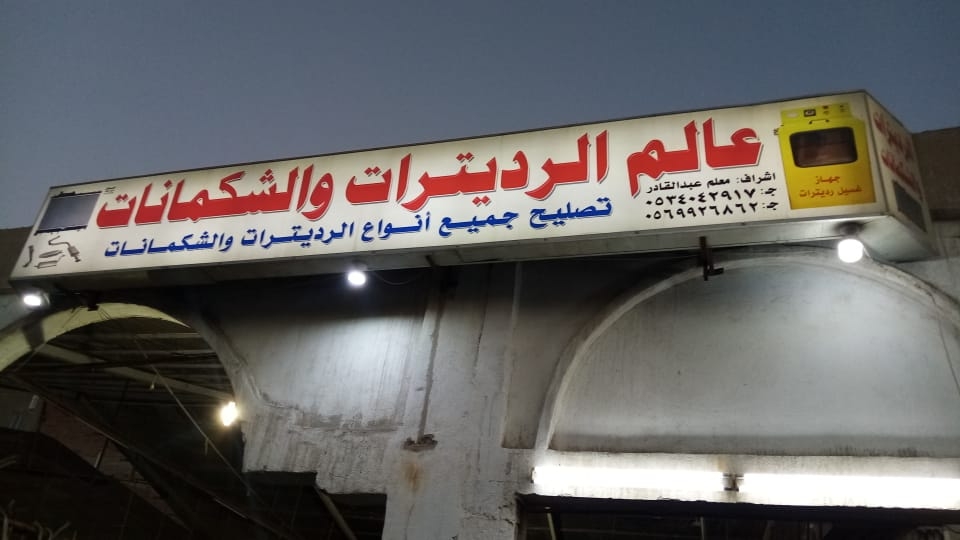 عالم الرديترات والشكمانات
تصليح جميع أنواع الرديترات والشكمانات
اشراف: معلم عبدالقادر
ج: ٠٥٣٤٠٤٢٩١٧
ج: ٠٥٦٩٩٢٦٨٦٢
جهاز
غسيل رديترات